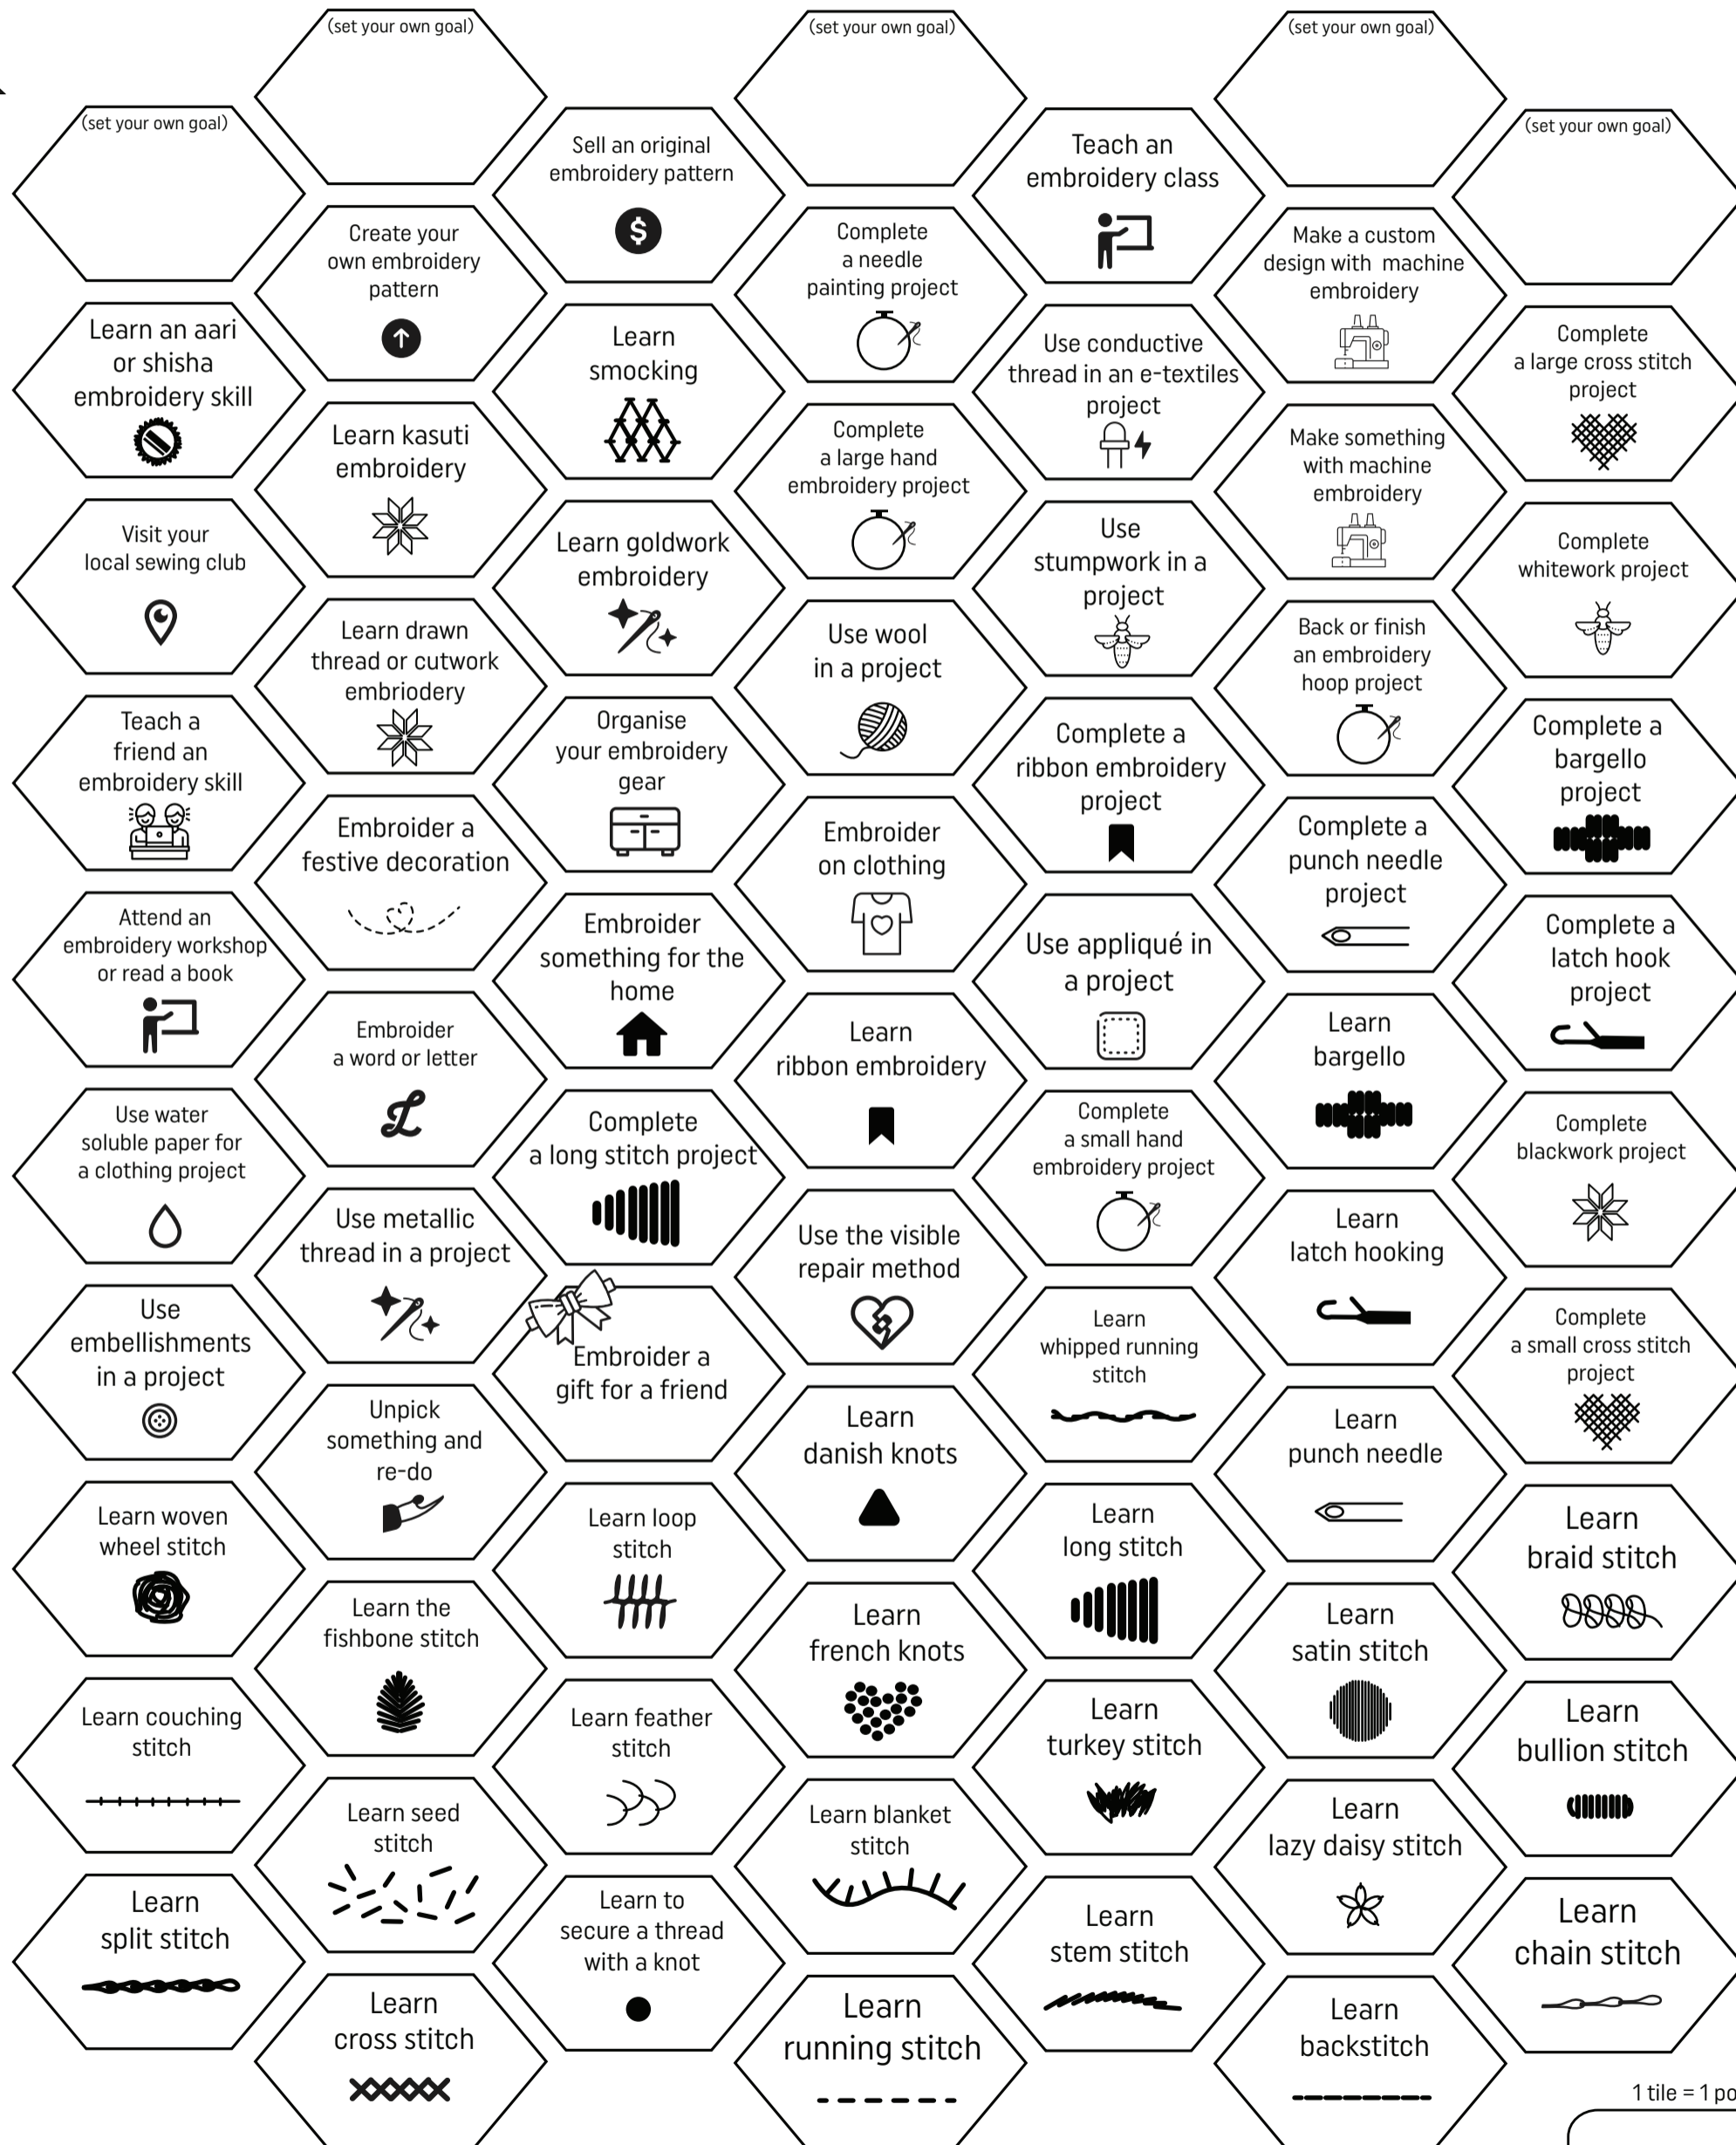 (set your own goal)
(set your own goal)
(set your own goal)
(set your own goal)
(set your own goal)
Sell an original
embroidery pattern
Teach an
embroidery class
Create your
own embroidery
pattern
Complete
a needle
painting project
Make a custom
design with machine
embroidery
Learn an aari
or shisha
embroidery skill
Learn
smocking
Use conductive
thread in an e-textiles
project
Complete
a large cross stitch
project
Learn kasuti
embroidery
Complete
a large hand
embroidery project
Make something
with machine
embroidery
Visit your
local sewing club
Learn goldwork
embroidery
Use
stumpwork in a
project
Complete
whitework project
Learn drawn
thread or cutwork
embriodery
Use wool
in a project
Back or finish
an embroidery
hoop project
Teach a
friend an
embroidery skill
Organise
your embroidery
gear
Complete a
ribbon embroidery
project
Complete a
bargello
project
Embroider a
festive decoration
Embroider
on clothing
Complete a
punch needle
project
Attend an
embroidery workshop
or read a book
Embroider
something for the
home
Use appliqué in
a project
Complete a
latch hook
project
Embroider
a word or letter
Learn
ribbon embroidery
Learn
bargello
Use water
soluble paper for
a clothing project
Complete
a long stitch project
Complete
a small hand
embroidery project
Complete
blackwork project
Use metallic
thread in a project
Use the visible
repair method
Learn
latch hooking
Use
embellishments
in a project
Embroider a
gift for a friend
Learn
whipped running
stitch
Complete
a small cross stitch
project
Unpick
something and
re-do
Learn
danish knots
Learn
punch needle
Learn woven
wheel stitch
Learn loop
stitch
Learn
long stitch
Learn
braid stitch
Learn the
fishbone stitch
Learn
french knots
Learn
satin stitch
Learn couching
stitch
Learn feather
stitch
Learn
turkey stitch
Learn
bullion stitch
Learn seed
stitch
Learn blanket
stitch
Learn
lazy daisy stitch
Learn
split stitch
Learn to
secure a thread
with a knot
Learn
stem stitch
Learn
chain stitch
Learn
cross stitch
Learn
running stitch
Learn
backstitch
1 tile = 1 po